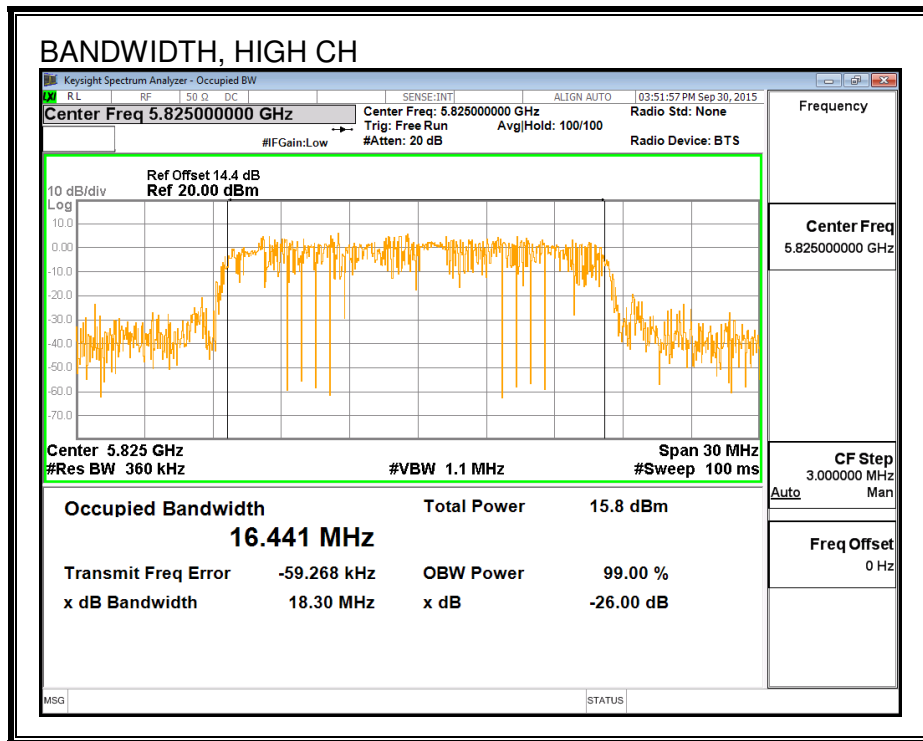 BANDWIDTH, HIGH CH
Keysight Spectrum Analyzer - Occupied BW
LXI RL RF 50 Ω DC SENSE:INT ALIGN AUTO 03:51:57 PM Sep 30, 2015
Center Freq 5.825000000 GHz
Center Freq: 5.825000000 GHz Radio Std: None
Trig: Free Run Avg|Hold: 100/100
#IFGain:Low #Atten: 20 dB Radio Device: BTS
Ref Offset 14.4 dB
10 dB/div Ref 20.00 dBm
Log
10.0
0.00
-10.0
-20.0
-30.0
-40.0
-50.0
-60.0
-70.0
Center 5.825 GHz Span 30 MHz
#Res BW 360 kHz #VBW 1.1 MHz #Sweep 100 ms
Occupied Bandwidth Total Power 15.8 dBm
16.441 MHz
Transmit Freq Error -59.268 kHz OBW Power 99.00 %
x dB Bandwidth 18.30 MHz x dB -26.00 dB
MSG STATUS
Frequency
Center Freq
5.825000000 GHz
CF Step
3.000000 MHz
Auto Man
Freq Offset
0 Hz